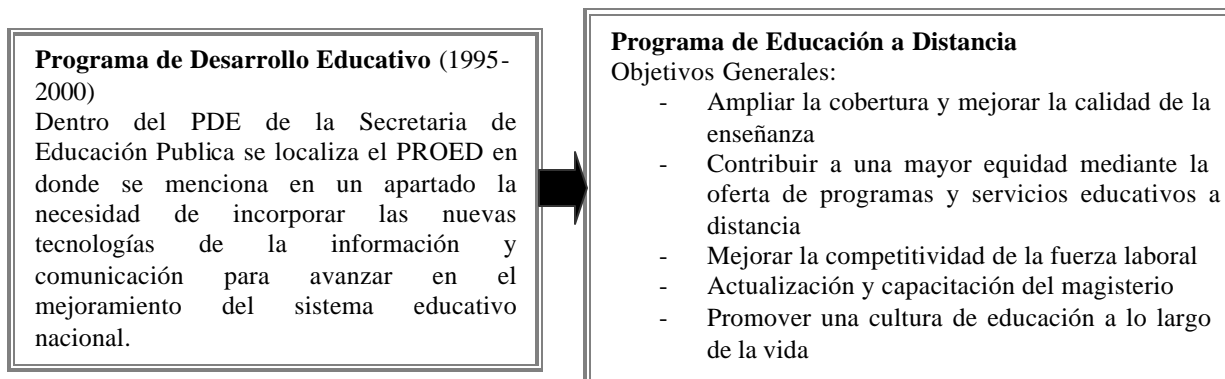 Programa de Desarrollo Educativo (1995-
2000)
Dentro del PDE de la Secretaria de
Educación Publica se localiza el PROED en
donde se menciona en un apartado la
necesidad de incorporar las nuevas
tecnologías de la información y
comunicación para avanzar en el
mejoramiento del sistema educativo
nacional.
Programa de Educación a Distancia
Objetivos Generales:
- Ampliar la cobertura y mejorar la calidad de la
enseñanza
- Contribuir a una mayor equidad mediante la
oferta de programas y servicios educativos a
distancia
- Mejorar la competitividad de la fuerza laboral
- Actualización y capacitación del magisterio
- Promover una cultura de educación a lo largo
de la vida